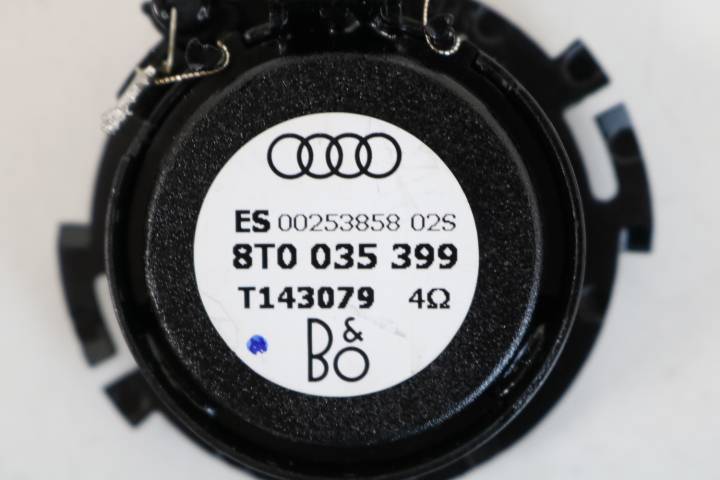 ES 00253858 02S
8T0 035 399
T143079 4Ω
B&O